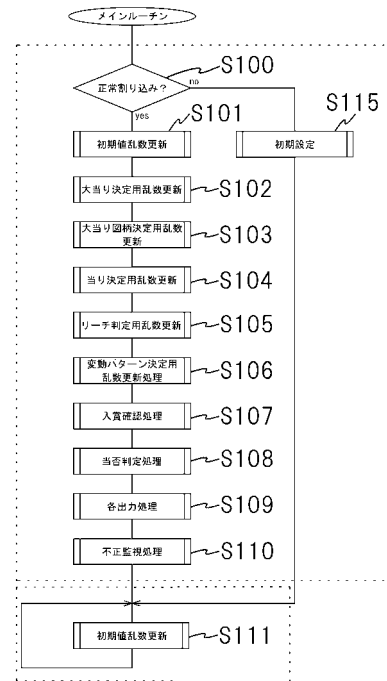 メインルーチン
正常割り込み?
S100
no
yes
S101
初期値乱数更新
S115
初期設定
大当り決定用乱数更新
S102
大当り図柄決定用乱数
更新
S103
当り決定用乱数更新
S104
リーチ判定用乱数更新
S105
変動パターン決定用
乱数更新処理
S106
入賞確認処理
S107
当否判定処理
S108
各出力処理
S109
不正監視処理
S110
初期値乱数更新
S111